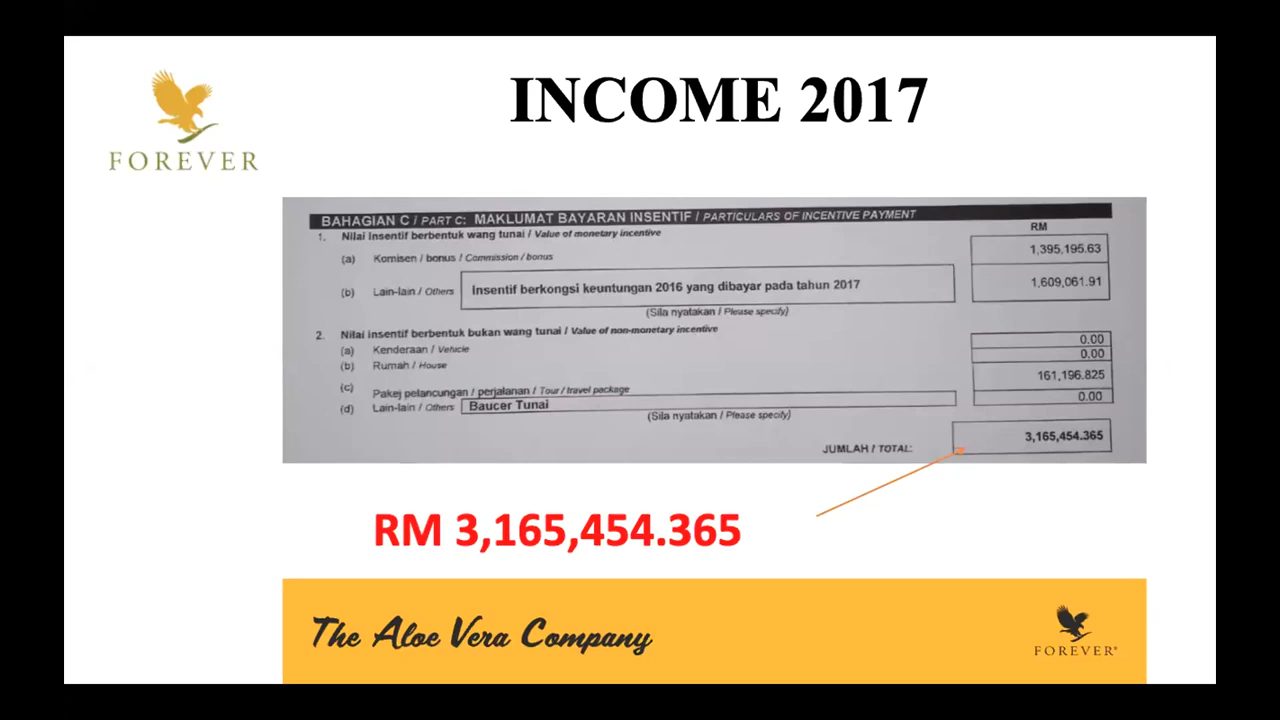 INCOME 2017
FOREVER
BAHAGIAN C / PART C: MAKLUMAT BAYARAN INSENTIF / PARTICULARS OF INCENTIVE PAYMENT
RM
1. Nilai insentif berbentuk wang tunai / Value of monetary incentive
(a) Komisen / bonus / Commission / bonus 1,395,195.63
(b) Lain-lain / Others Insentif berkongsi keuntungan 2016 yang dibayar pada tahun 2017 1,609,061.91
(Sila nyatakan / Please specify)
2. Nilai insentif berbentuk bukan wang tunai / Value of non-monetary incentive
(a) Kenderaan / Vehicle 0.00
(b) Rumah / House 0.00
(c) Pakej pelancungan / perjalanan / Tour / travel package 161,196.825
(d) Lain-lain / Others Baucer Tunai 0.00
(Sila nyatakan / Please specify)
JUMLAH / TOTAL: 3,165,454.365
RM 3,165,454.365
The Aloe Vera Company
FOREVER®